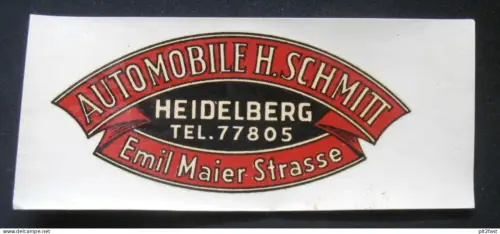 AUTOMOBILE H. SCHMITT
HEIDELBERG
TEL. 77805
Emil Maier Strasse